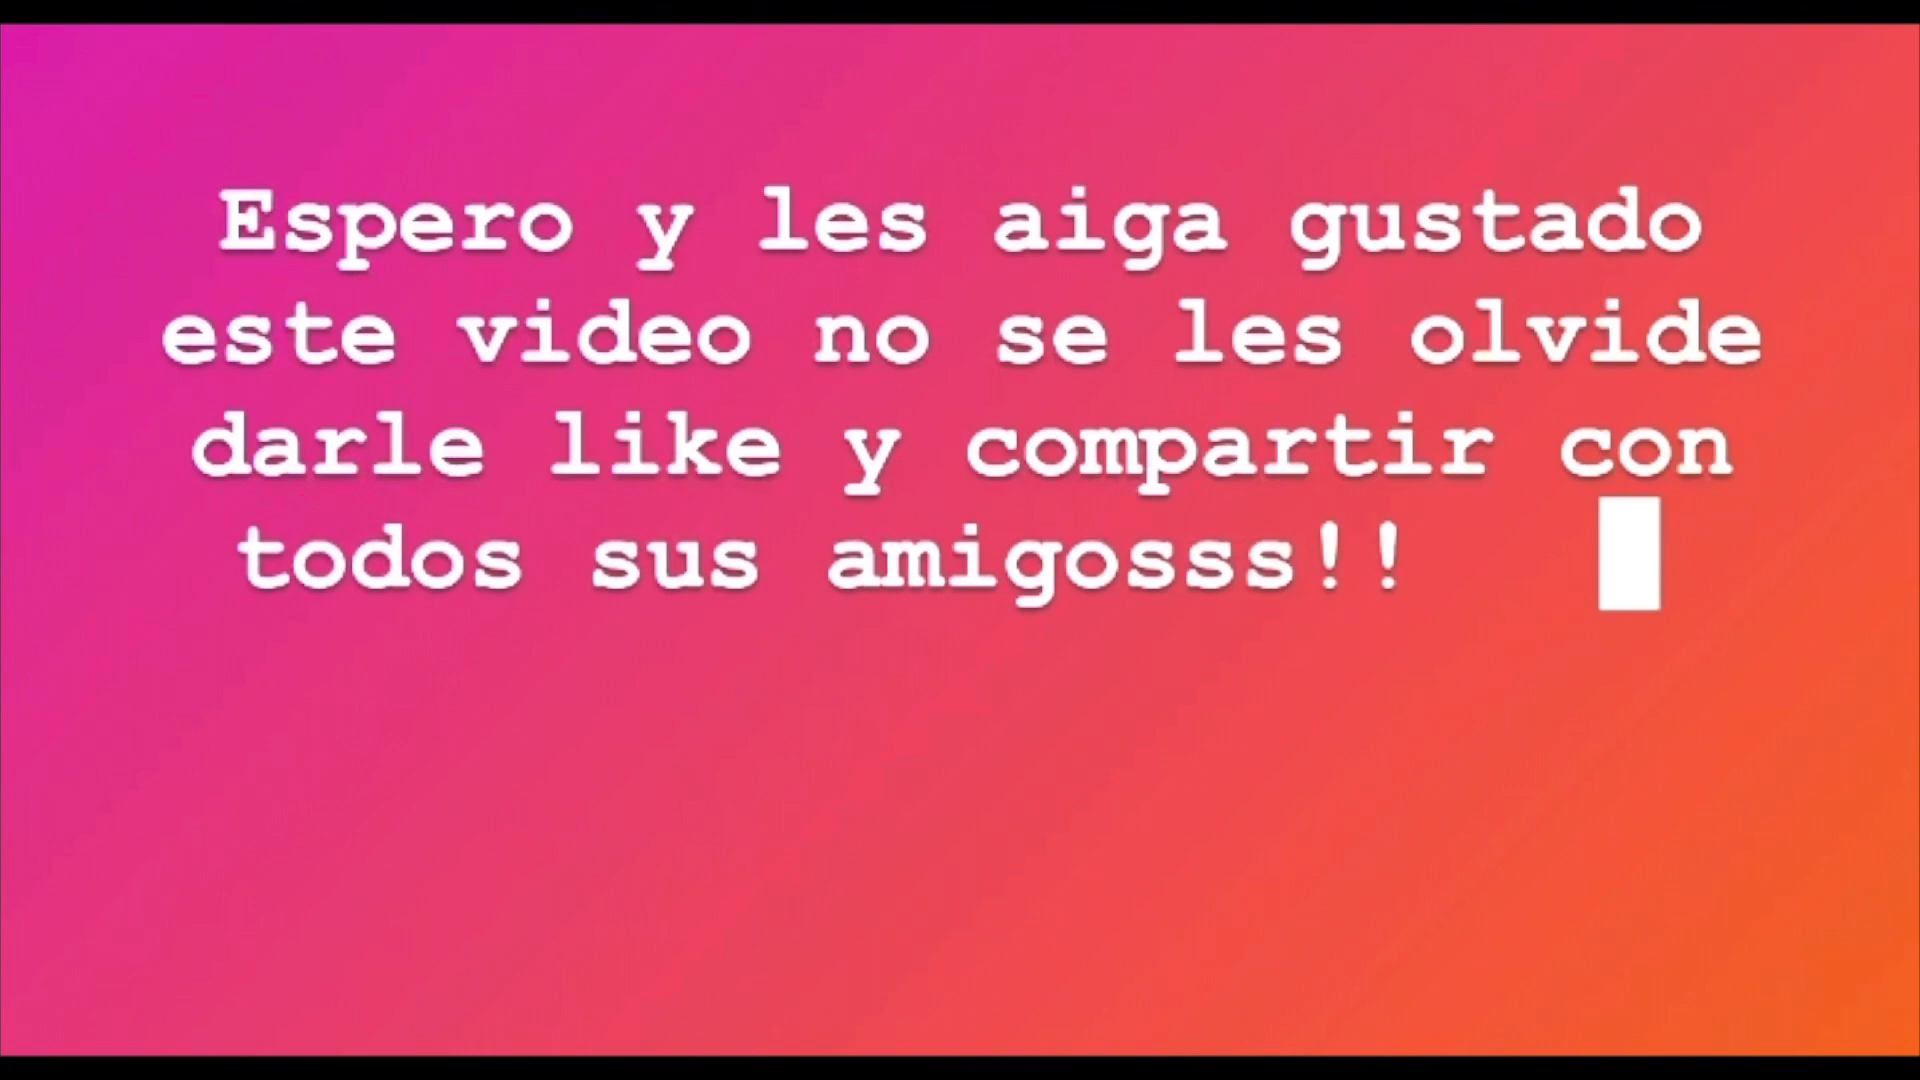 Espero y les aiga gustado
este video no se les olvide
darle like y compartir con
todos sus amigosss!!